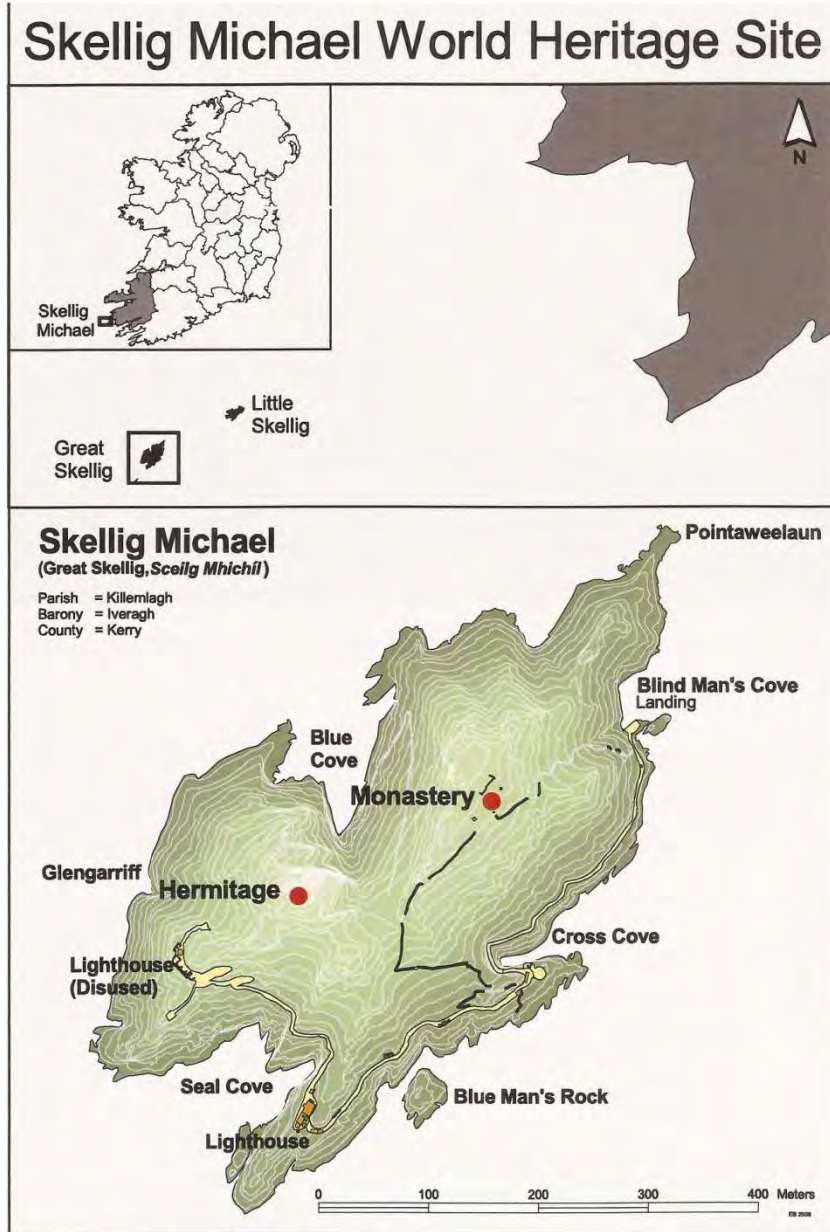 Skellig Michael World Heritage Site
N
Skellig
Michael
Little
Skellig
Great
Skellig
Skellig Michael
(Great Skellig, Sceilg Mhichíl)
Parish = Killemlagh
Barony = Iveragh
County = Kerry
Pointaweelaun
Blind Man's Cove
Landing
Blue
Cove
Monastery
Glengarriff
Hermitage
Cross Cove
Lighthouse
(Disused)
Seal Cove
Blue Man's Rock
Lighthouse
0 100 200 300 400 Meters
EB 2008